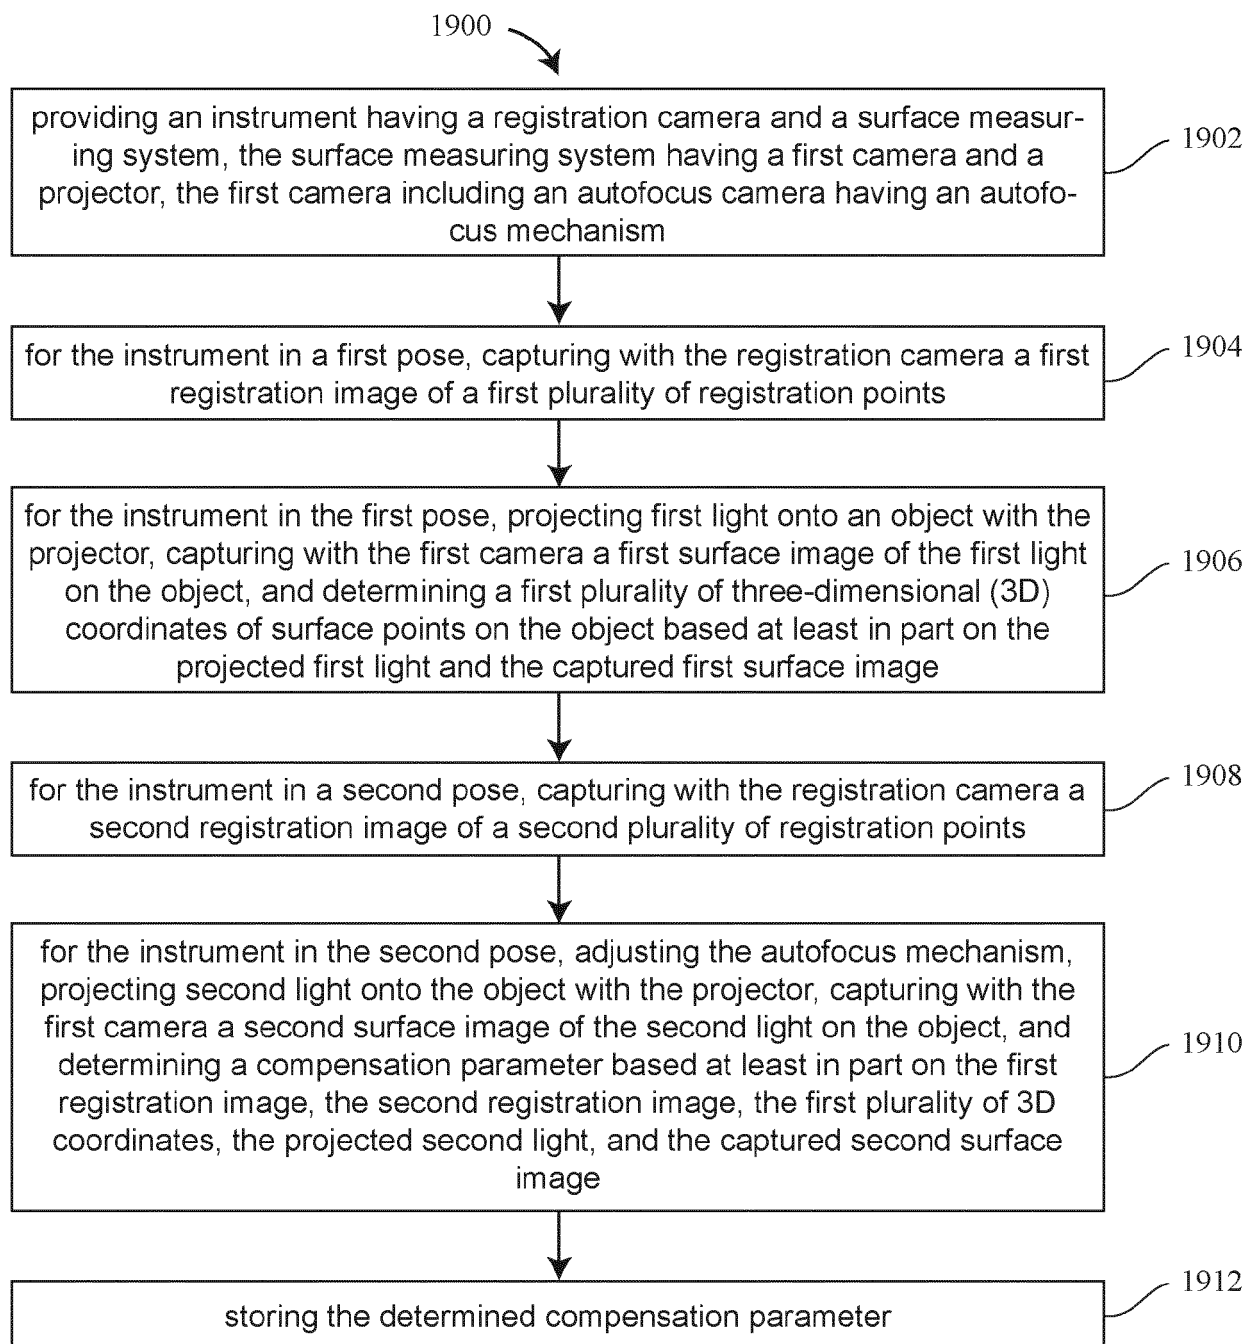 1900
providing an instrument having a registration camera and a surface measur-
ing system, the surface measuring system having a first camera and a
projector, the first camera including an autofocus camera having an autofo-
cus mechanism
1902
for the instrument in a first pose, capturing with the registration camera a first
registration image of a first plurality of registration points
1904
for the instrument in the first pose, projecting first light onto an object with the
projector, capturing with the first camera a first surface image of the first light
on the object, and determining a first plurality of three-dimensional (3D)
coordinates of surface points on the object based at least in part on the
projected first light and the captured first surface image
1906
for the instrument in a second pose, capturing with the registration camera a
second registration image of a second plurality of registration points
1908
for the instrument in the second pose, adjusting the autofocus mechanism,
projecting second light onto the object with the projector, capturing with the
first camera a second surface image of the second light on the object, and
determining a compensation parameter based at least in part on the first
registration image, the second registration image, the first plurality of 3D
coordinates, the projected second light, and the captured second surface
image
1910
storing the determined compensation parameter
1912